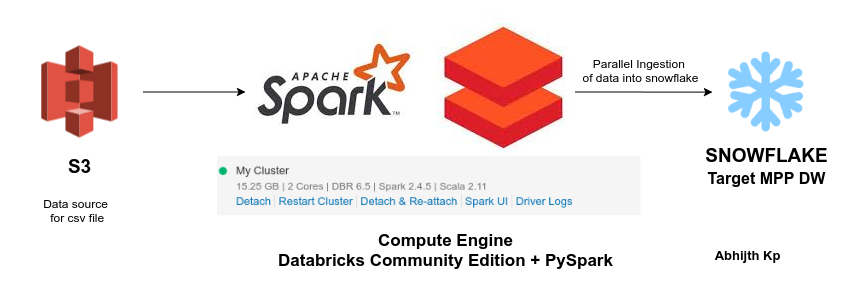 APACHE
Spark™
Parallel Ingestion
of data into snowflake
S3
Data source
for csv file
My Cluster
15.25 GB | 2 Cores | DBR 6.5 | Spark 2.4.5 | Scala 2.11
Detach | Restart Cluster | Detach & Re-attach | Spark UI | Driver Logs
SNOWFLAKE
Target MPP DW
Compute Engine
Databricks Community Edition + PySpark
Abhijth Kp